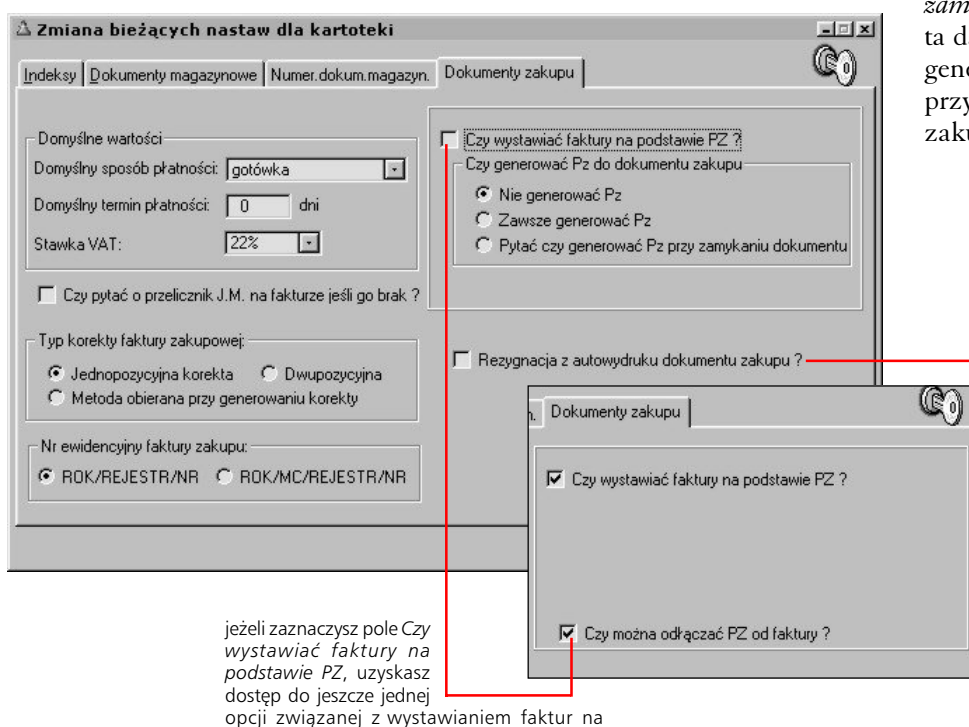 Zmiana bieżących nastaw dla kartoteki
Indeksy
Dokumenty magazynowe
Numer.dokum.magazyn.
Dokumenty zakupu
Domyślne wartości
Domyślny sposób płatności:
gotówka
Domyślny termin płatności:
0
dni
Stawka VAT:
22%
Czy pytać o przelicznik J.M. na fakturze jeśli go brak ?
Typ korekty faktury zakupowej:
Jednopozycyjna korekta
Dwupozycyjna
Metoda obierana przy generowaniu korekty
Nr ewidencyjny faktury zakupu:
ROK/REJESTR/NR
ROK/MC/REJESTR/NR
Czy wystawiać faktury na podstawie PZ ?
Czy generować Pz do dokumentu zakupu
Nie generować Pz
Zawsze generować Pz
Pytać czy generować Pz przy zamykaniu dokumentu
Rezygnacja z autowydruku dokumentu zakupu ?
Dokumenty zakupu
Czy wystawiać faktury na podstawie PZ ?
Czy można odłączać PZ od faktury ?
jeżeli zaznaczysz pole Czy
wystawiać faktury na
podstawie PZ, uzyskasz
dostęp do jeszcze jednej
opcji związanej z wystawianiem faktur na
ta
przy